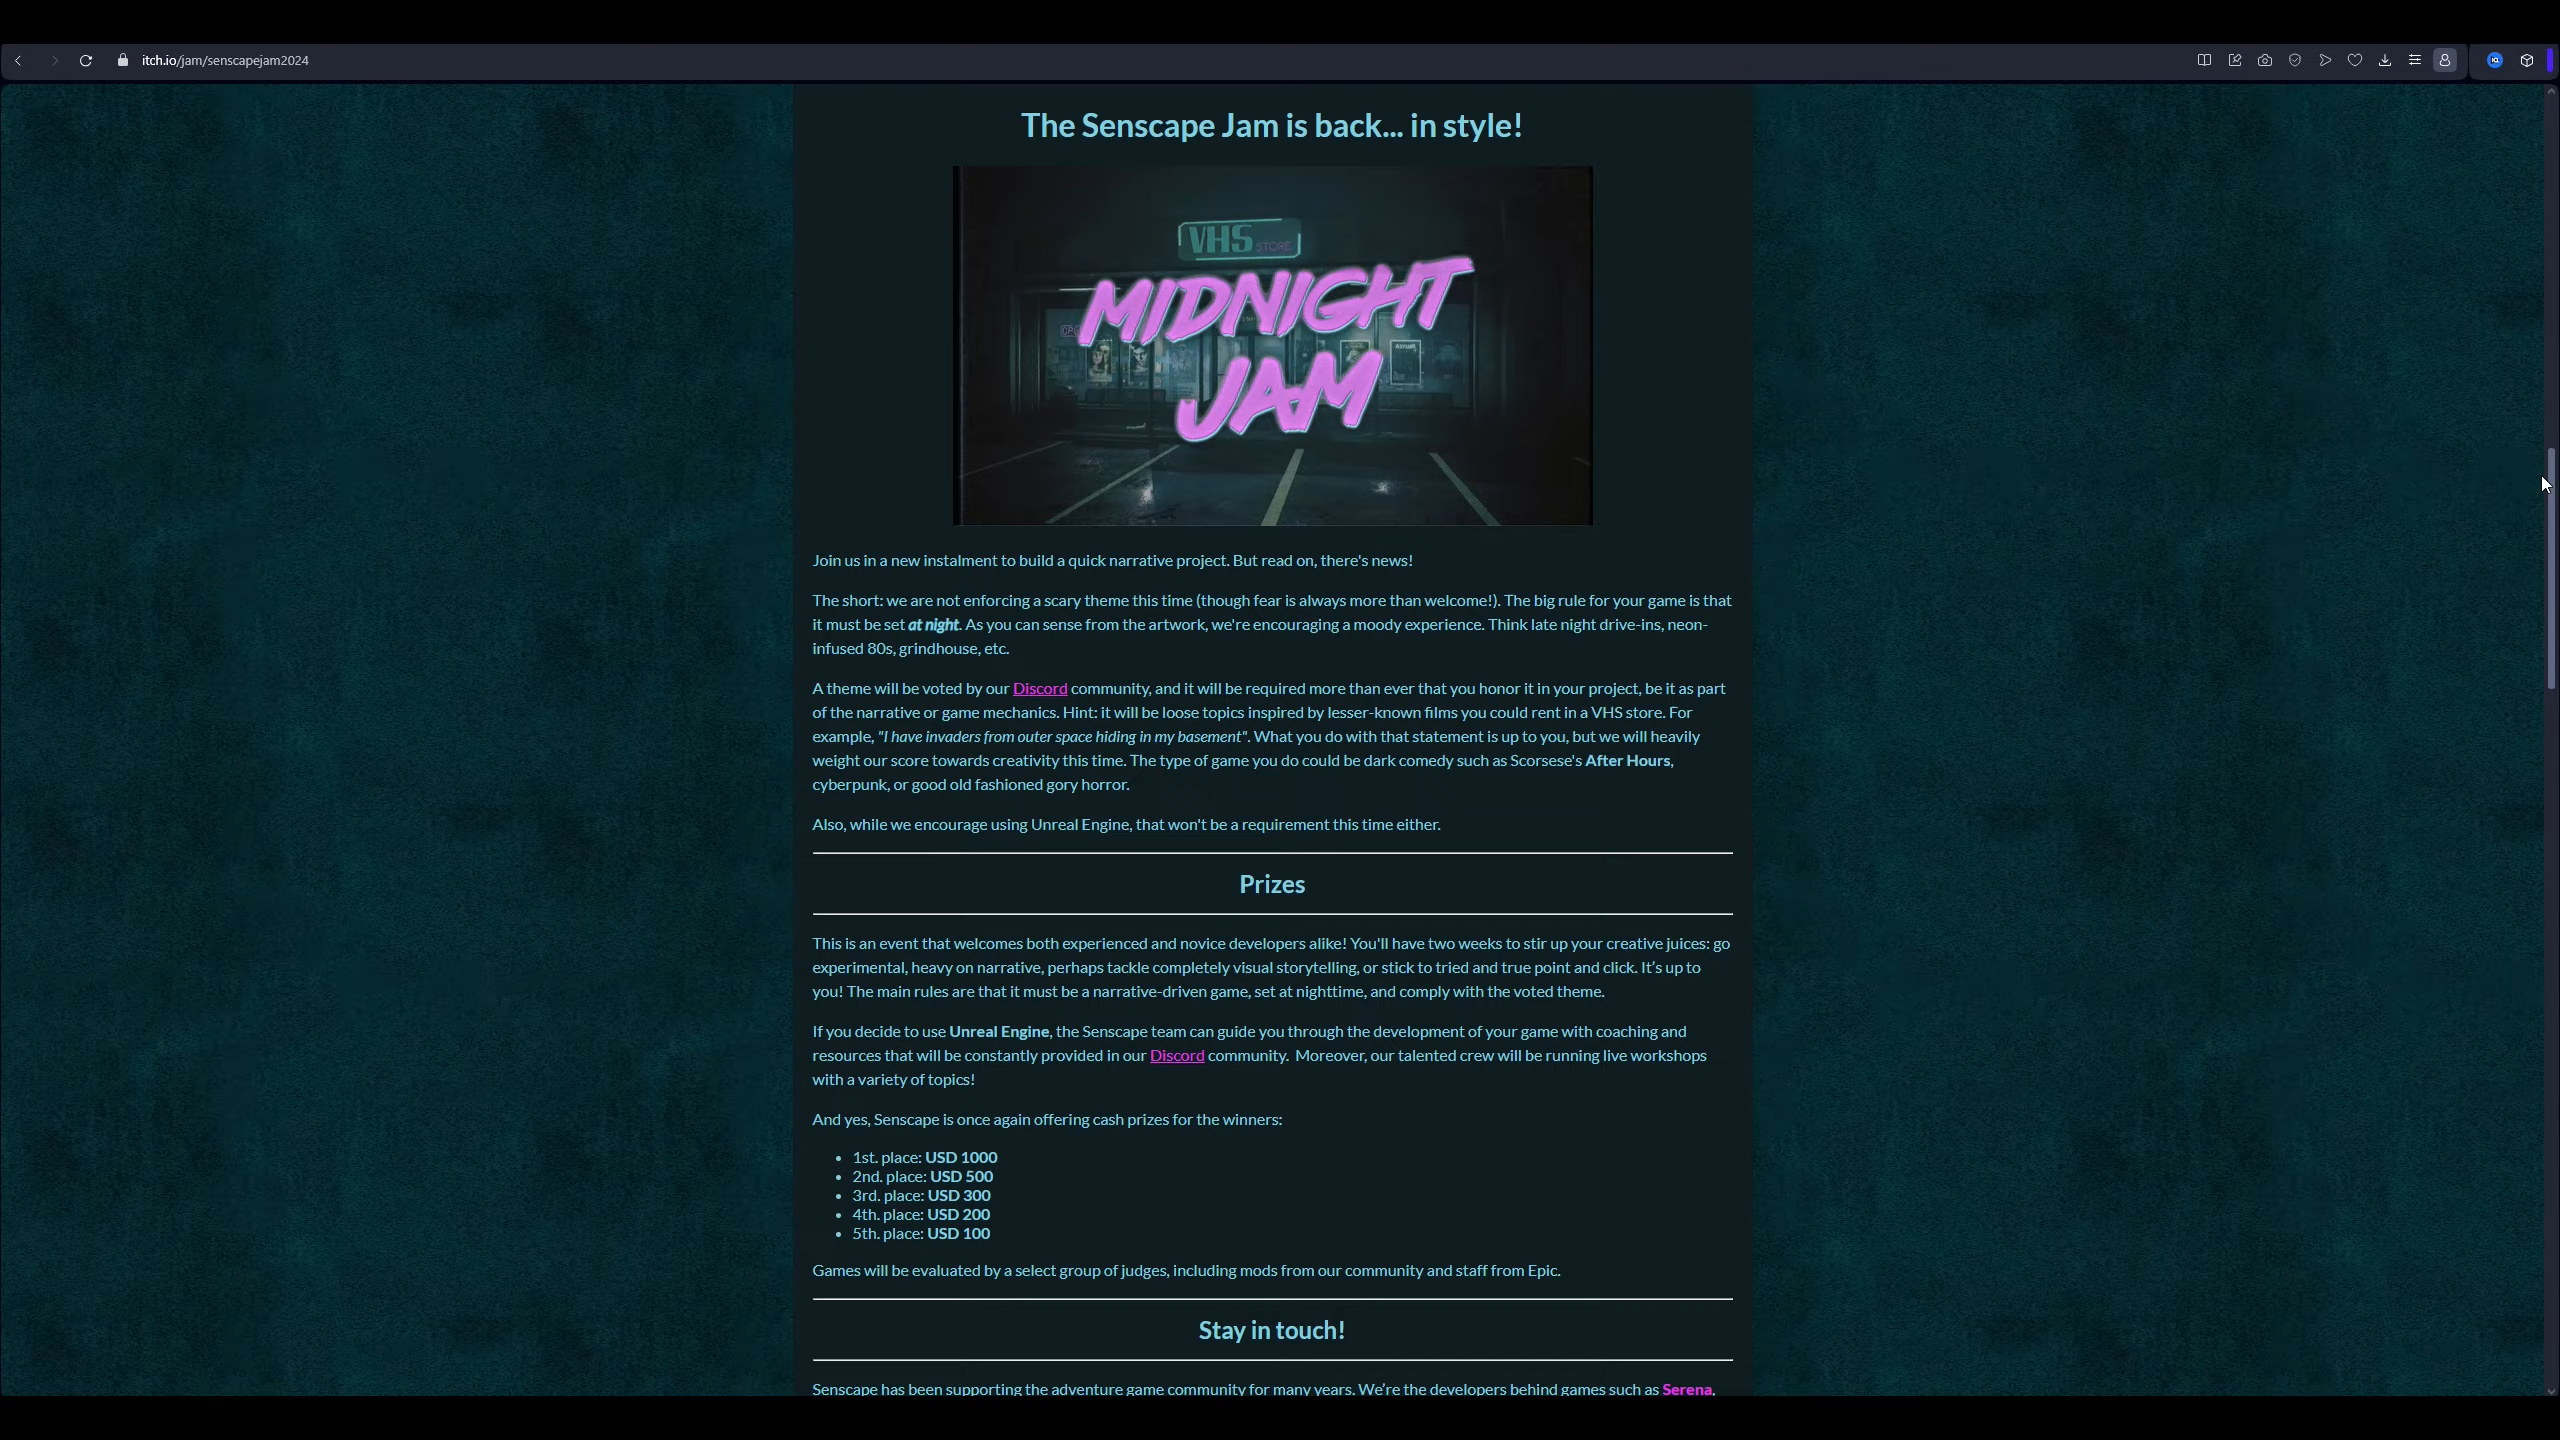 itch.io/jam/senscapejam2024
The Senscape Jam is back... in style!
VHS STORE
MIDNIGHT
JAM
Join us in a new instalment to build a quick narrative project. But read on, there's news!
The short: we are not enforcing a scary theme this time (though fear is always more than welcome!). The big rule for your game is that
it must be set at night. As you can sense from the artwork, we're encouraging a moody experience. Think late night drive-ins, neon-
infused 80s, grindhouse, etc.
A theme will be voted by our Discord community, and it will be required more than ever that you honor it in your project, be it as part
of the narrative or game mechanics. Hint: it will be loose topics inspired by lesser-known films you could rent in a VHS store. For
example, "I have invaders from outer space hiding in my basement". What you do with that statement is up to you, but we will heavily
weight our score towards creativity this time. The type of game you do could be dark comedy such as Scorsese's After Hours,
cyberpunk, or good old fashioned gory horror.
Also, while we encourage using Unreal Engine, that won't be a requirement this time either.
Prizes
This is an event that welcomes both experienced and novice developers alike! You'll have two weeks to stir up your creative juices: go
experimental, heavy on narrative, perhaps tackle completely visual storytelling, or stick to tried and true point and click. It's up to
you! The main rules are that it must be a narrative-driven game, set at nighttime, and comply with the voted theme.
If you decide to use Unreal Engine, the Senscape team can guide you through the development of your game with coaching and
resources that will be constantly provided in our Discord community. Moreover, our talented crew will be running live workshops
with a variety of topics!
And yes, Senscape is once again offering cash prizes for the winners:
• 1st. place: USD 1000
• 2nd. place: USD 500
• 3rd. place: USD 300
• 4th. place: USD 200
• 5th. place: USD 100
Games will be evaluated by a select group of judges, including mods from our community and staff from Epic.
Stay in touch!
Senscape has been supporting the adventure game community for many years. We're the developers behind games such as Serena,